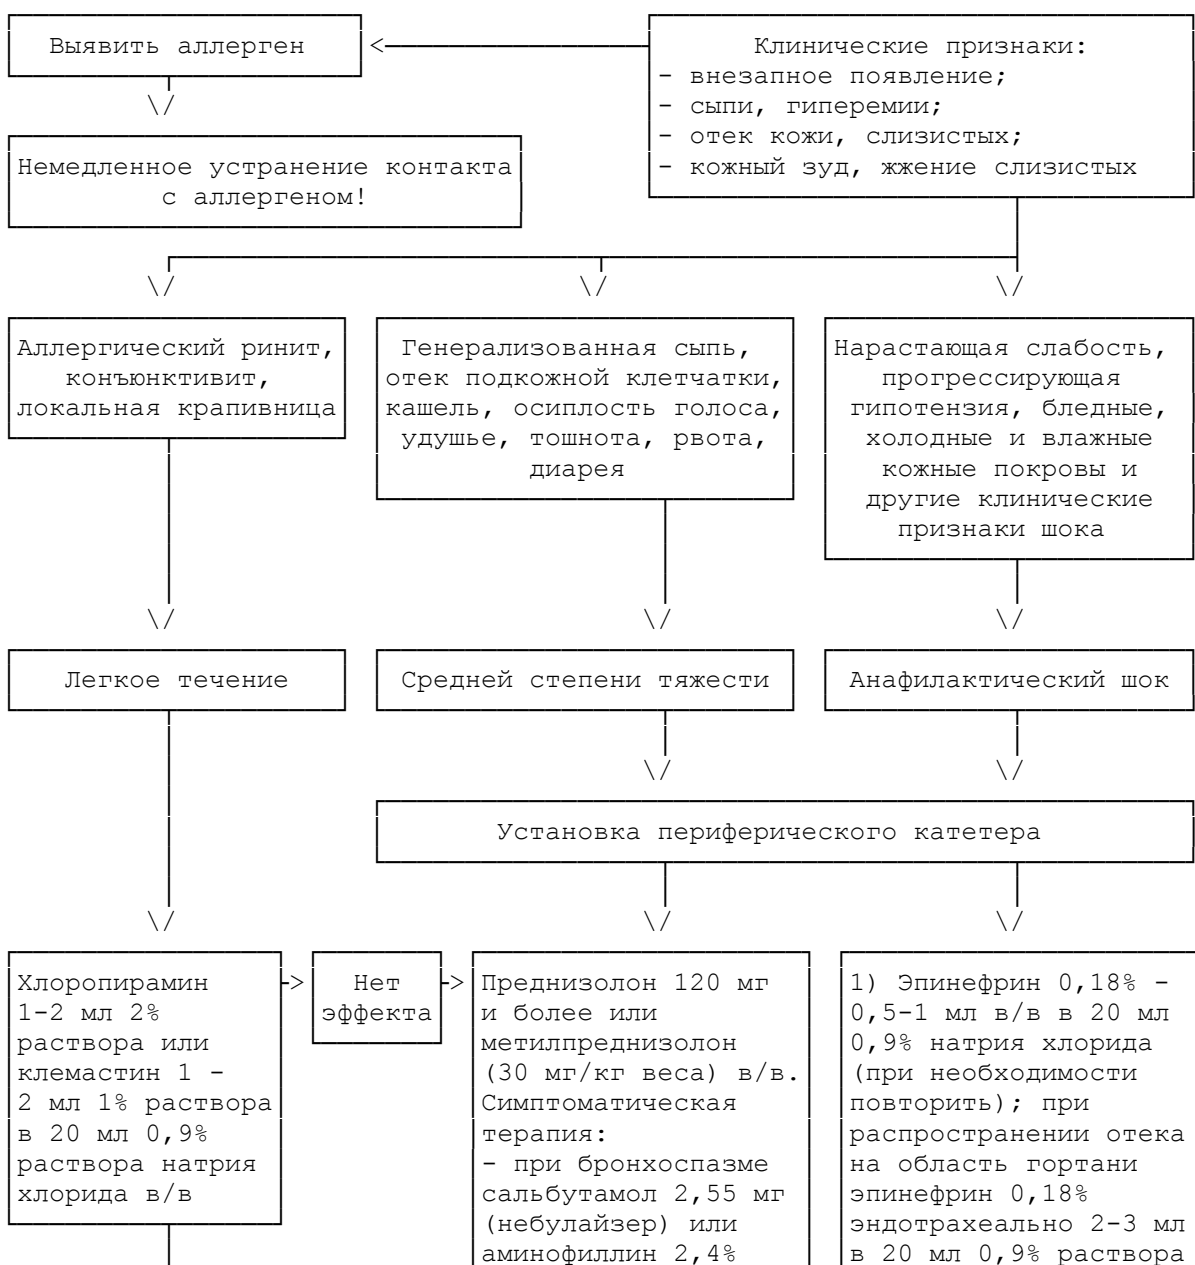 Выявить аллерген
Клинические признаки:
- внезапное появление;
- сыпи, гиперемии;
- отек кожи, слизистых;
- кожный зуд, жжение слизистых
Немедленное устранение контакта
с аллергеном!
Аллергический ринит,
конъюнктивит,
локальная крапивница
Генерализованная сыпь,
отек подкожной клетчатки,
кашель, осиплость голоса,
удушье, тошнота, рвота,
диарея
Нарастающая слабость,
прогрессирующая
гипотензия, бледные,
холодные и влажные
кожные покровы и
другие клинические
признаки шока
Легкое течение
Средней степени тяжести
Анафилактический шок
Установка периферического катетера
Хлоропирамин
1-2 мл 2%
раствора или
клемастин 1 -
2 мл 1% раствора
в 20 мл 0,9%
раствора натрия
хлорида в/в
Нет
эффекта
Преднизолон 120 мг
и более или
метилпреднизолон
(30 мг/кг веса) в/в.
Симптоматическая
терапия:
- при бронхоспазме
сальбутамол 2,55 мг
(небулайзер) или
аминофиллин 2,4%
1) Эпинефрин 0,18% -
0,5-1 мл в/в в 20 мл
0,9% натрия хлорида
(при необходимости
повторить); при
распространении отека
на область гортани
эпинефрин 0,18%
эндотрахеально 2-3 мл
в 20 мл 0,9% раствора